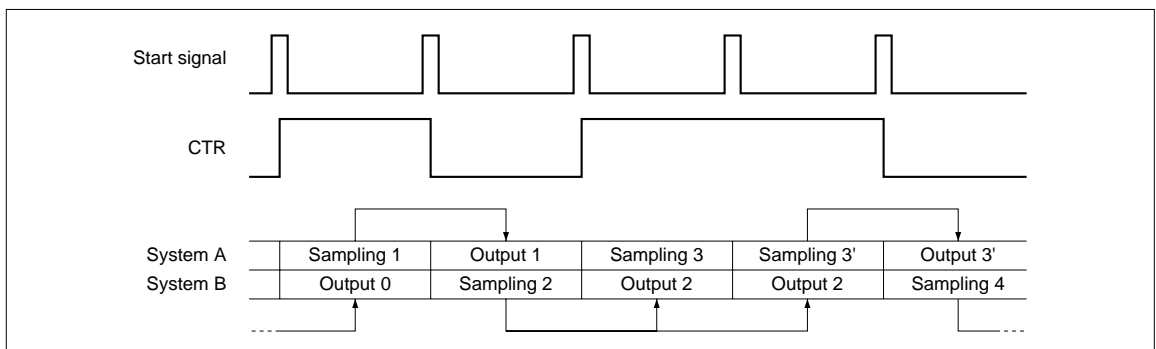 Start signal
CTR
System A Sampling 1 Output 1 Sampling 3 Sampling 3' Output 3'
System B Output 0 Sampling 2 Output 2 Output 2 Sampling 4